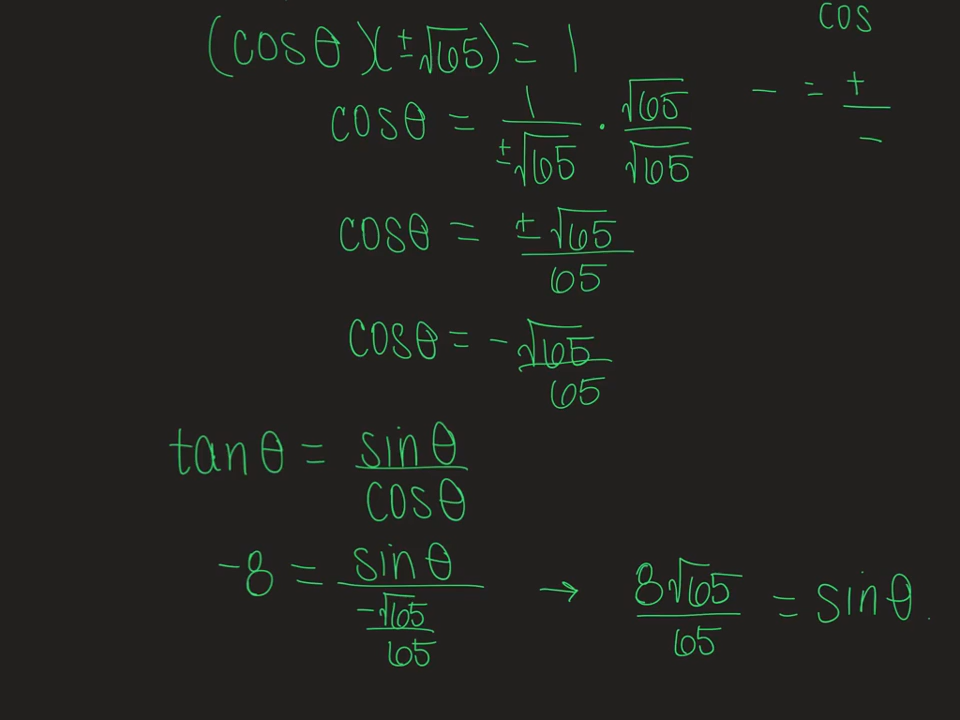 (cosθ)(±√65) = 1
cos
− = +/−
cosθ = 1/±√65 · √65/√65
cosθ = ±√65/65
cosθ = -√65/65
tanθ = sinθ/cosθ
-8 = sinθ/(-√65/65) → 8√65/65 = sinθ.